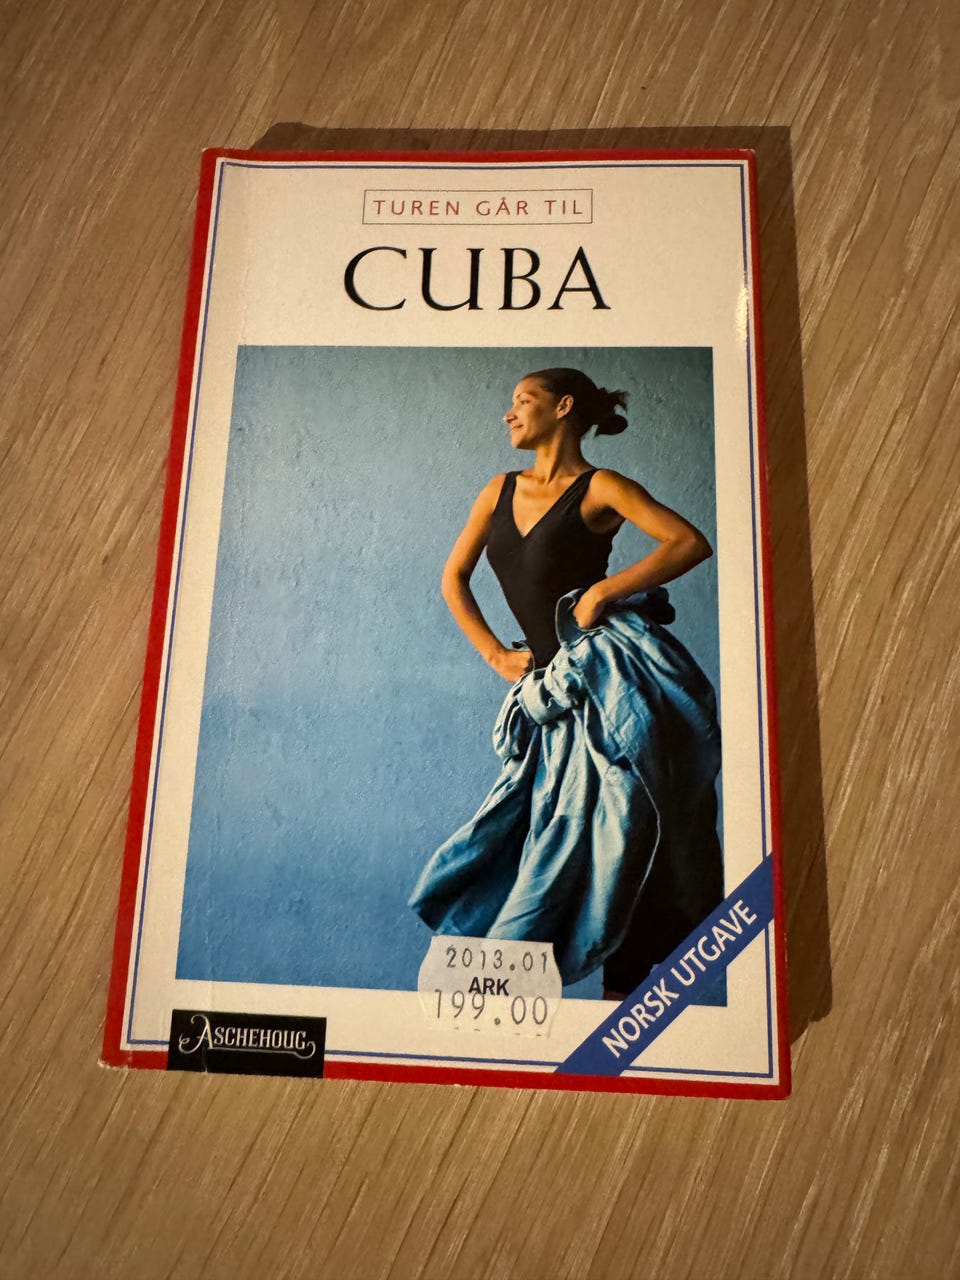 TUREN GÅR TIL
CUBA
2013.01
ARK
199.00
NORSK UTGAVE
ASCHEHOUG